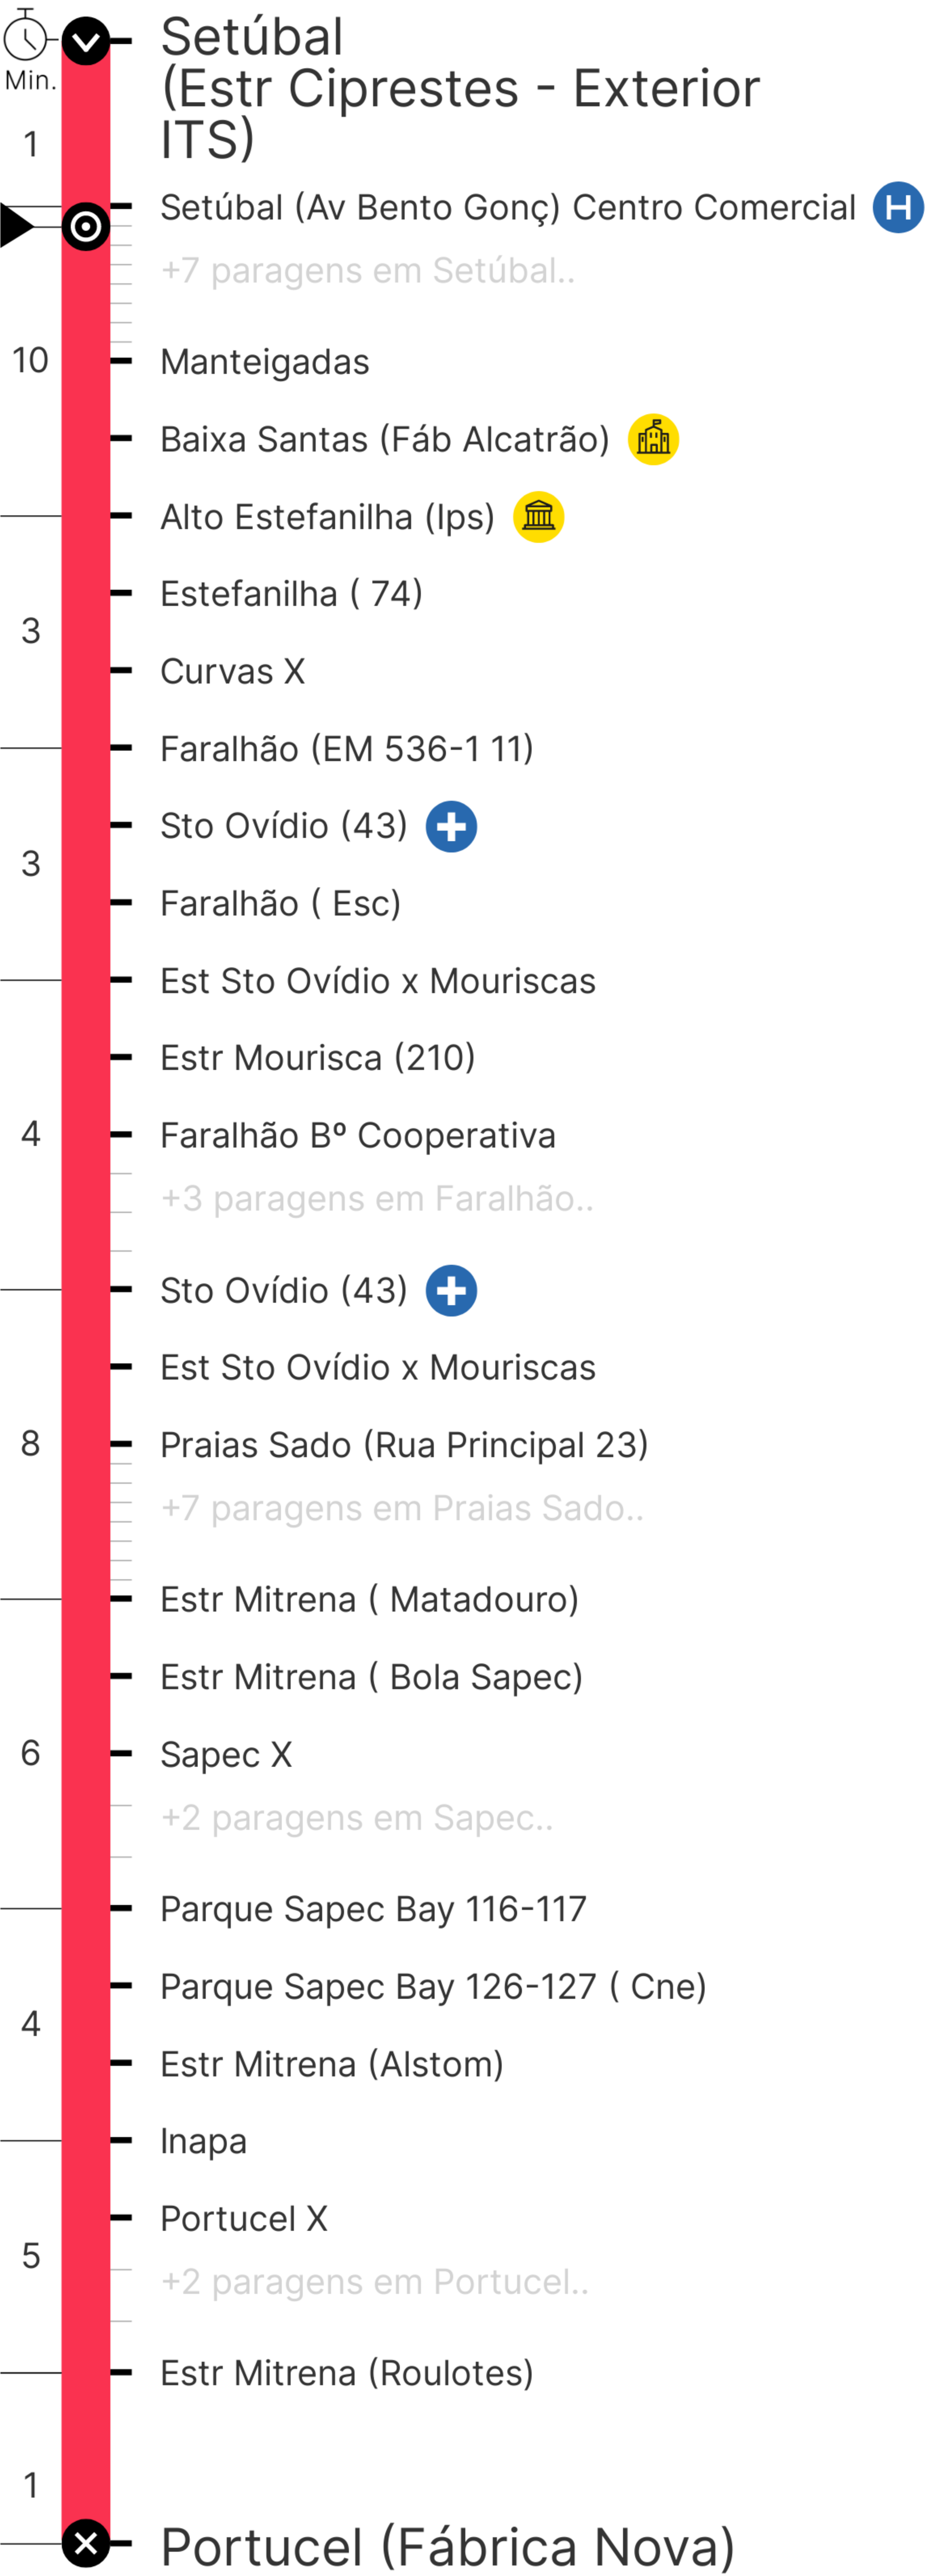 Setúbal
(Estr Ciprestes - Exterior
ITS)
Min.
1
Setúbal (Av Bento Gonç) Centro Comercial H
+7 paragens em Setúbal..
10
Manteigadas
Baixa Santas (Fáb Alcatrão)
Alto Estefanilha (Ips)
Estefanilha ( 74)
3
Curvas X
Faralhão (EM 536-1 11)
Sto Ovídio (43)
3
Faralhão ( Esc)
Est Sto Ovídio x Mouriscas
Estr Mourisca (210)
4
Faralhão Bº Cooperativa
+3 paragens em Faralhão..
Sto Ovídio (43)
Est Sto Ovídio x Mouriscas
8
Praias Sado (Rua Principal 23)
+7 paragens em Praias Sado..
Estr Mitrena ( Matadouro)
Estr Mitrena ( Bola Sapec)
6
Sapec X
+2 paragens em Sapec..
Parque Sapec Bay 116-117
Parque Sapec Bay 126-127 ( Cne)
4
Estr Mitrena (Alstom)
Inapa
Portucel X
5
+2 paragens em Portucel..
Estr Mitrena (Roulotes)
1
Portucel (Fábrica Nova)